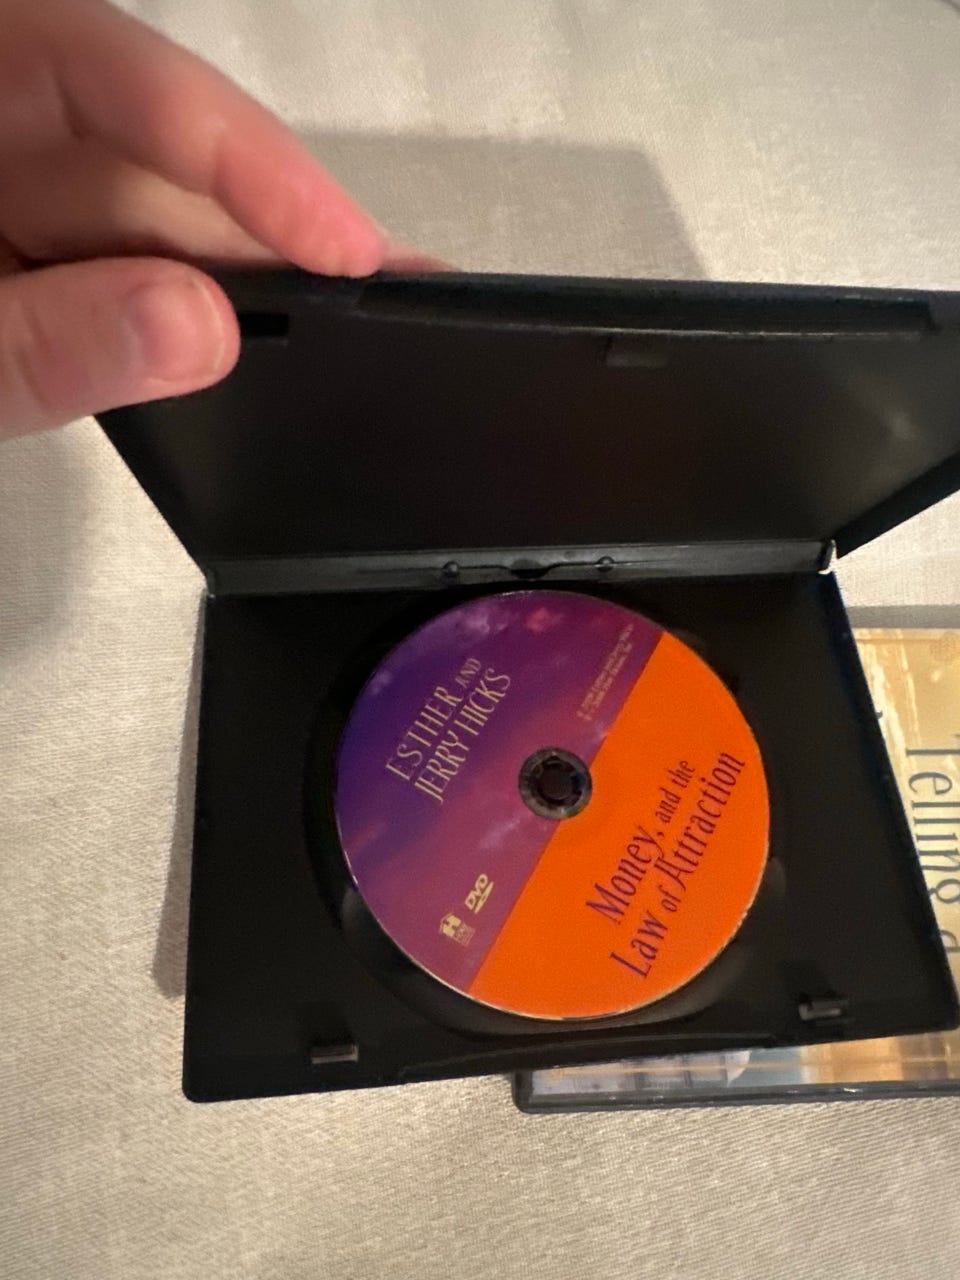 ESTHER AND
JERRY HICKS
Money, and the
Law of Attraction
DVD
Telling a